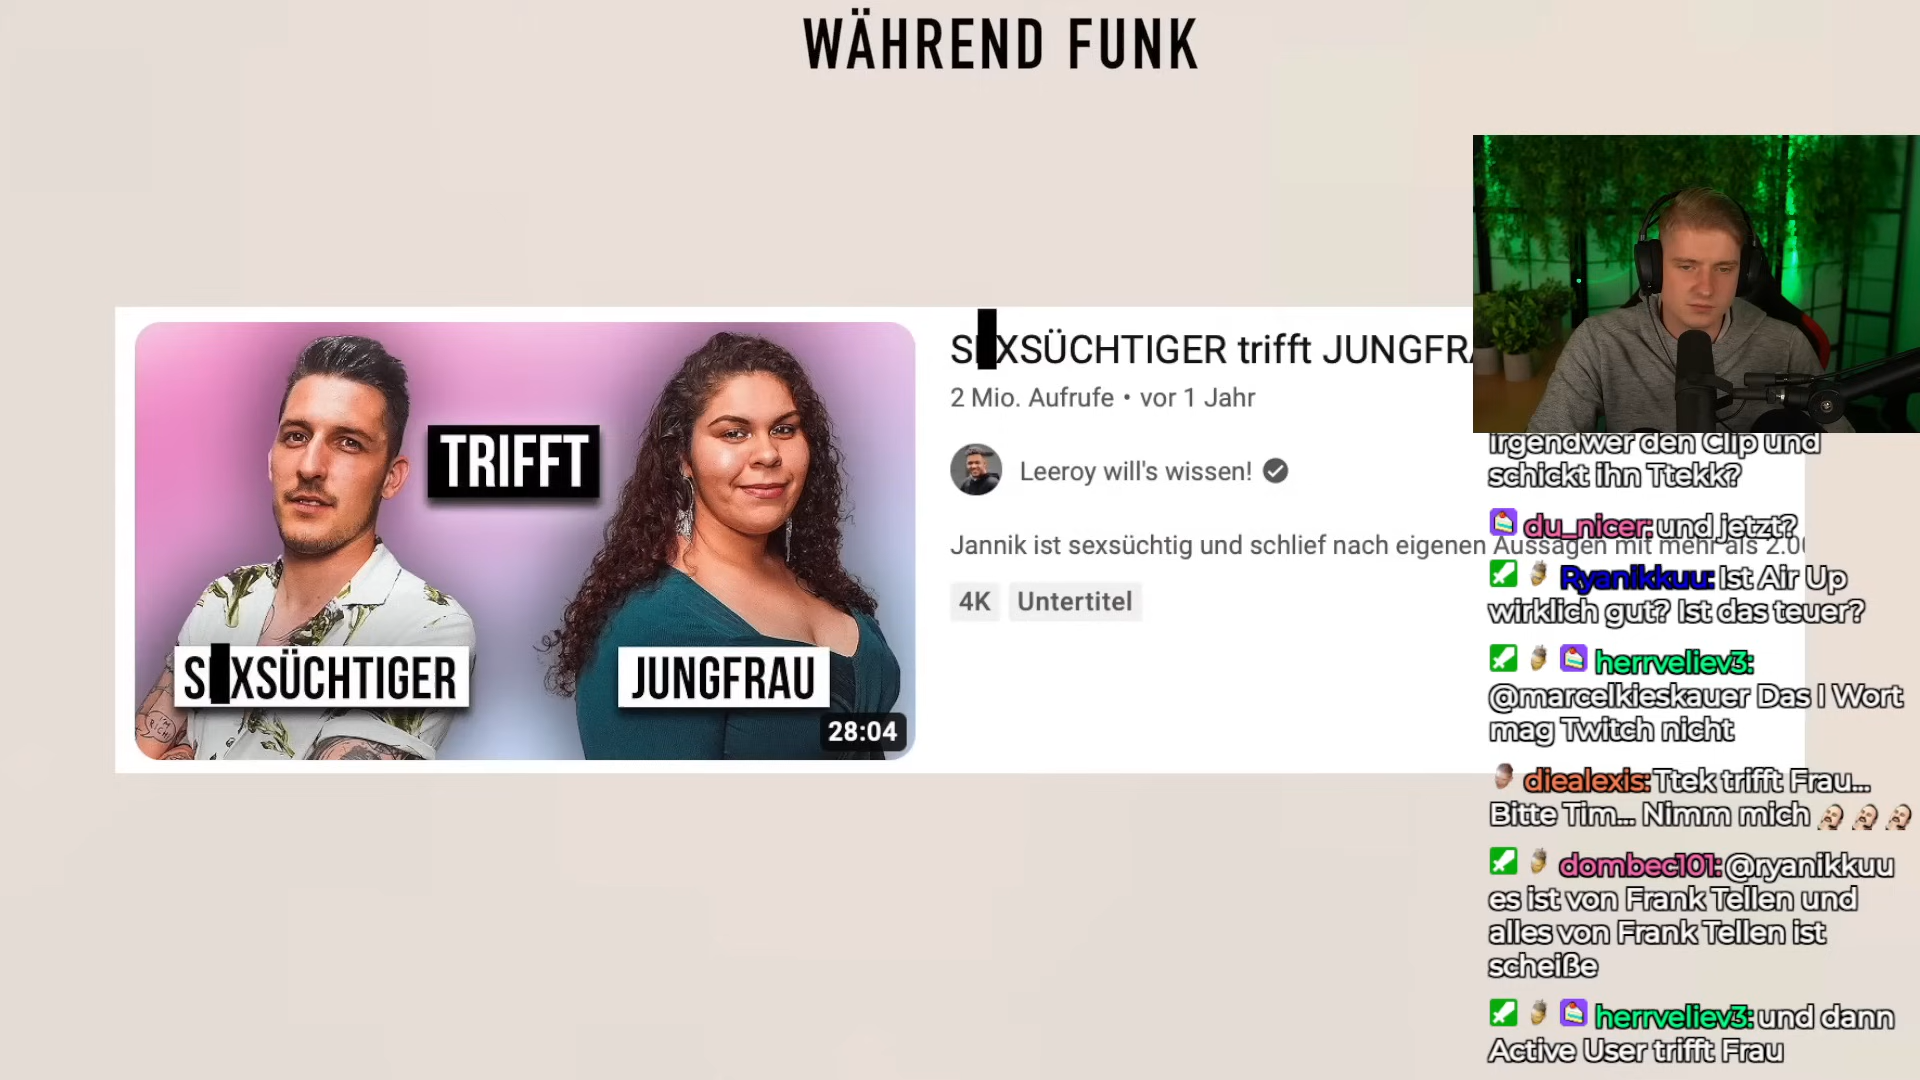 WÄHREND FUNK
TRIFFT
S XSÜCHTIGER
JUNGFRAU
28:04
S XSÜCHTIGER trifft JUNGFRA
2 Mio. Aufrufe • vor 1 Jahr
Leeroy will's wissen!
Jannik ist sexsüchtig und schlief nach eigenen Aussagen mit mehr als 2.0
4K Untertitel
irgendwer den Clip und
schickt ihn Ttekk?
du_nicer: und jetzt?
Ryanikkuu: Ist Air Up
wirklich gut? Ist das teuer?
herrveliev3:
@marcelkieskauer Das I Wort
mag Twitch nicht
diealexis: Ttek trifft Frau...
Bitte Tim... Nimm mich
dombec101: @ryanikkuu
es ist von Frank Tellen und
alles von Frank Tellen ist
scheiße
herrveliev3: und dann
Active User trifft Frau